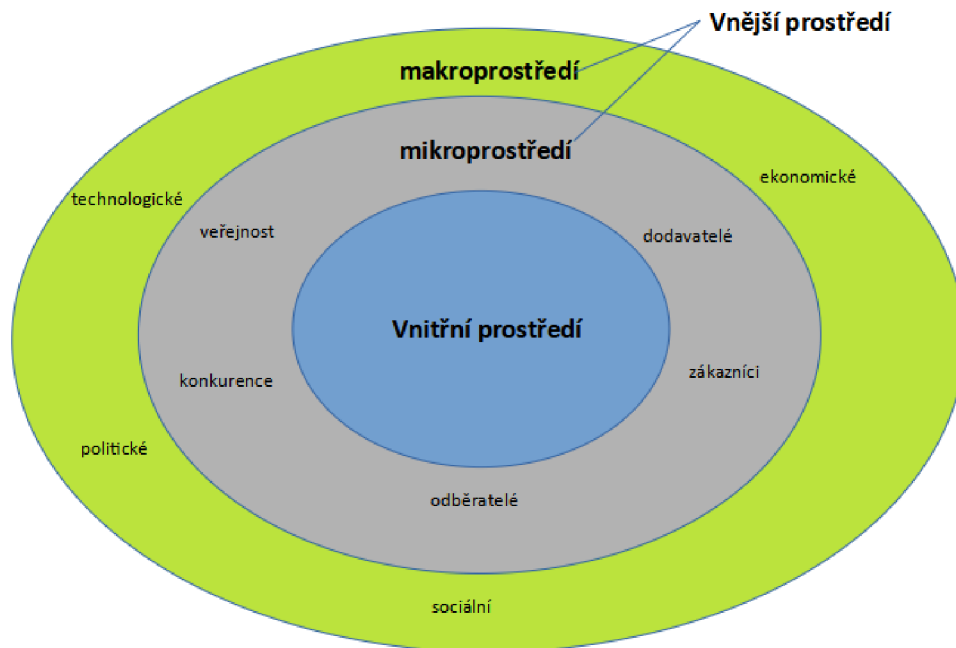 Vnější prostředí
makroprostředí
mikroprostředí
ekonomické
technologické
veřejnost
dodavatelé
Vnitřní prostředí
zákazníci
konkurence
politické
odběratelé
sociální